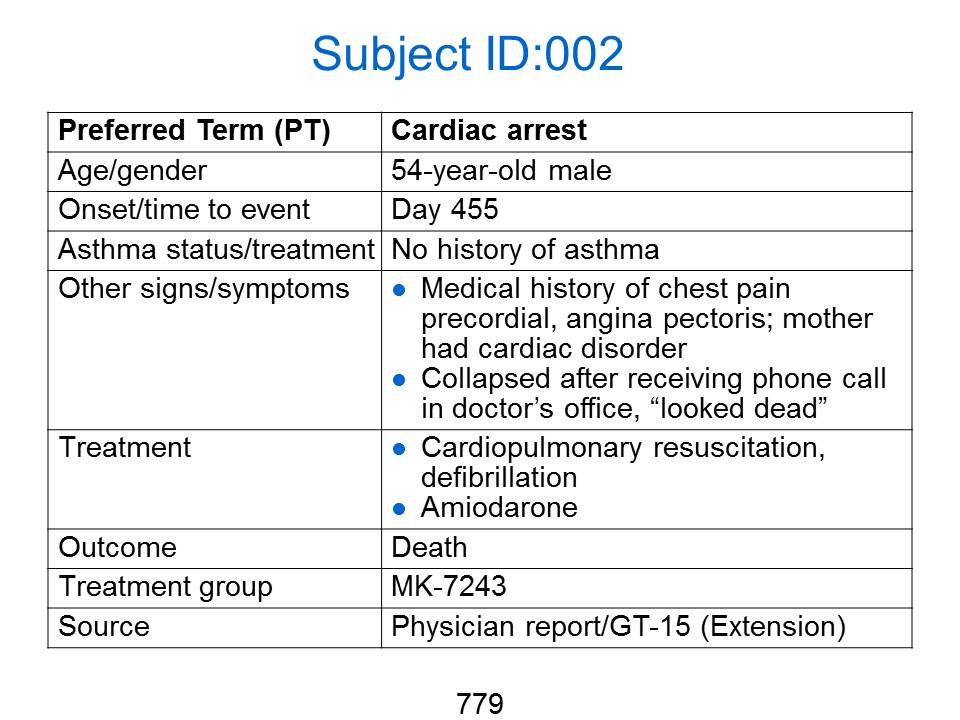 Subject ID:002
Preferred Term (PT) Cardiac arrest
Age/gender 54-year-old male
Onset/time to event Day 455
Asthma status/treatment No history of asthma
Other signs/symptoms ● Medical history of chest pain
precordial, angina pectoris; mother
had cardiac disorder
● Collapsed after receiving phone call
in doctor’s office, “looked dead”
Treatment ● Cardiopulmonary resuscitation,
defibrillation
● Amiodarone
Outcome Death
Treatment group MK-7243
Source Physician report/GT-15 (Extension)
779